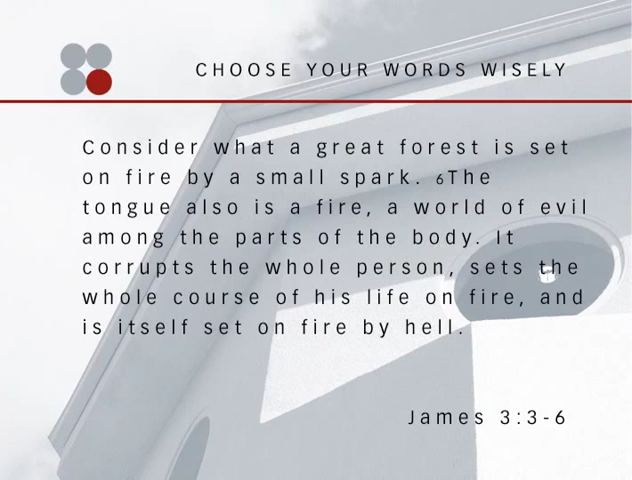 CHOOSE YOUR WORDS WISELY
Consider what a great forest is set
on fire by a small spark. 6The
tongue also is a fire, a world of evil
among the parts of the body. It
corrupts the whole person, sets the
whole course of his life on fire, and
is itself set on fire by hell.
James 3:3-6